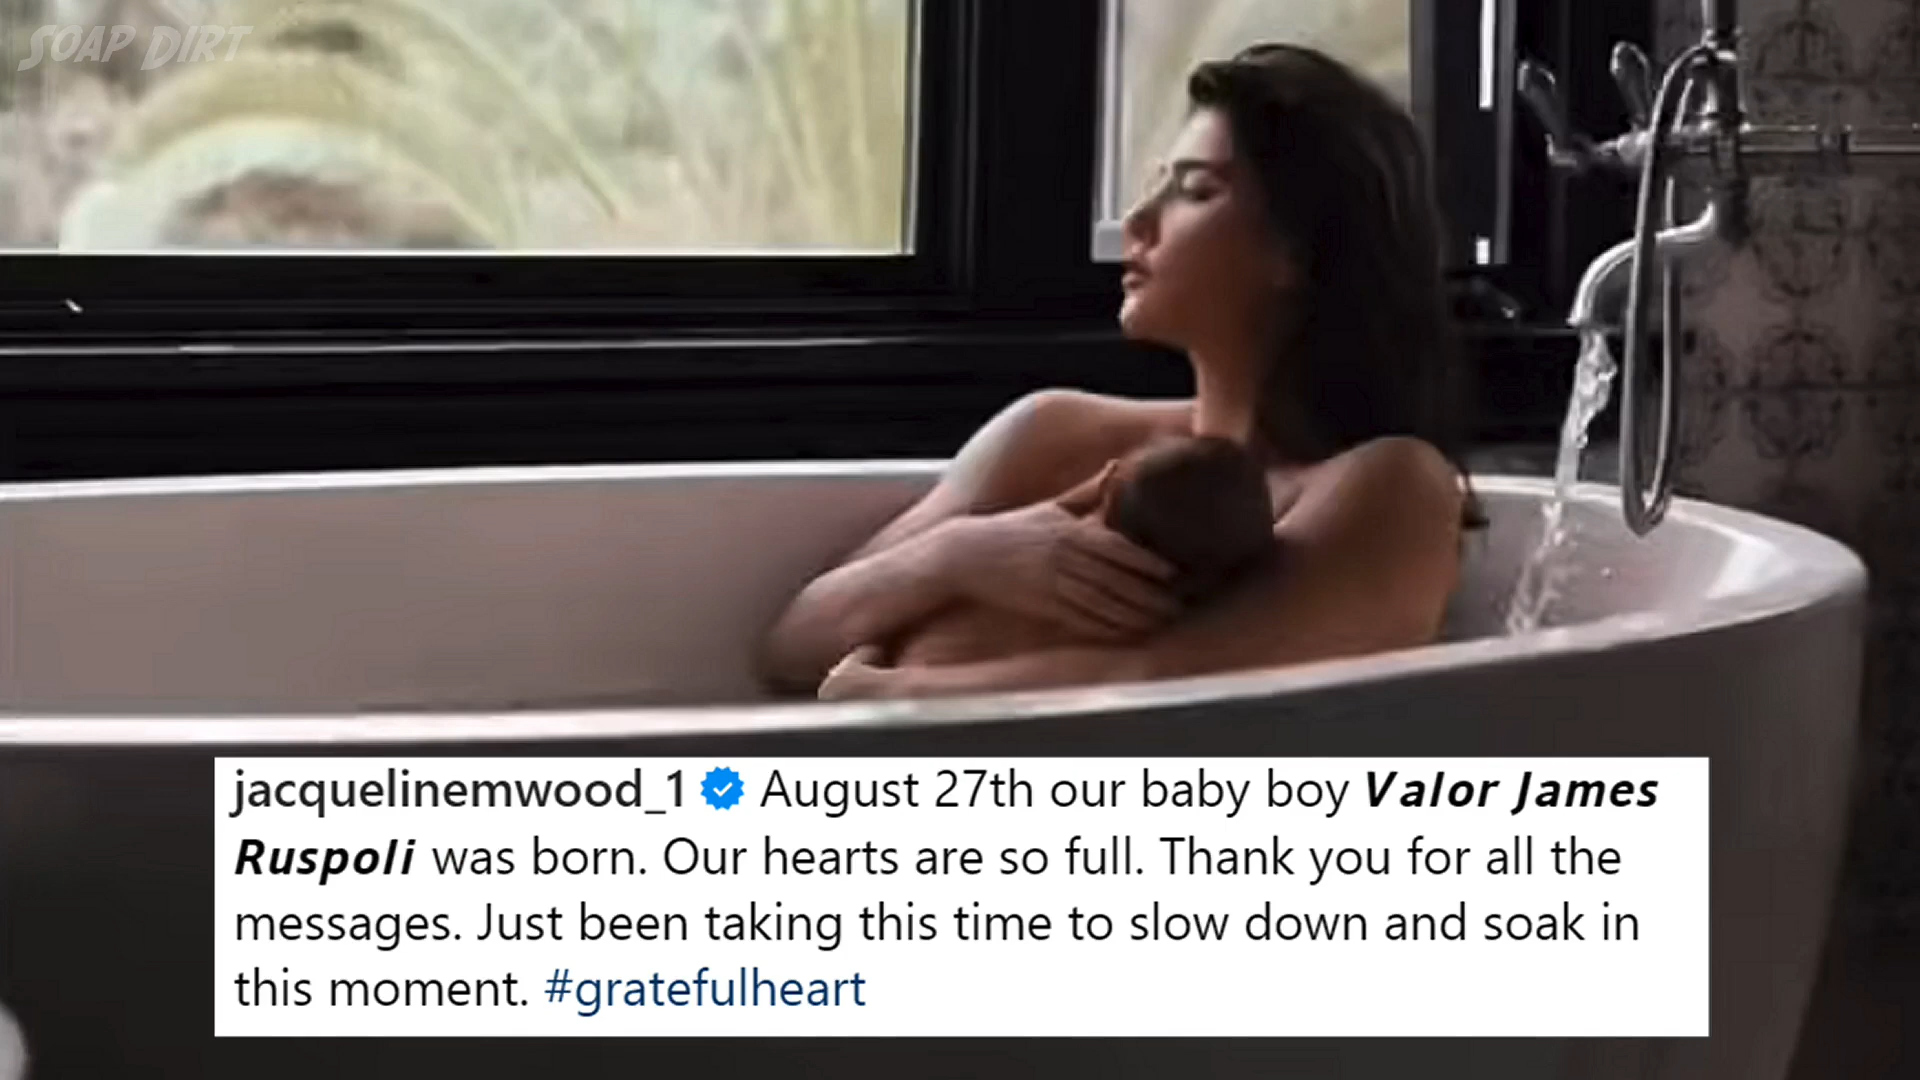 SOAP DIRT
jacquelinemwood_1 August 27th our baby boy Valor James
Ruspoli was born. Our hearts are so full. Thank you for all the
messages. Just been taking this time to slow down and soak in
this moment. #gratefulheart